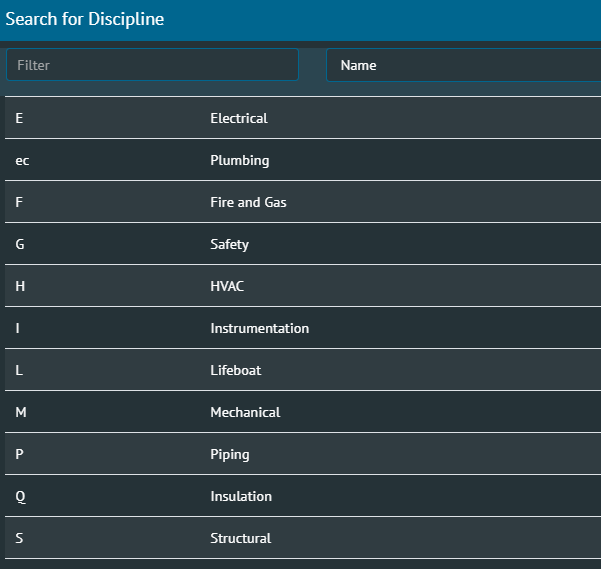 Search for Discipline
Filter Name
E Electrical
ec Plumbing
F Fire and Gas
G Safety
H HVAC
I Instrumentation
L Lifeboat
M Mechanical
P Piping
Q Insulation
S Structural